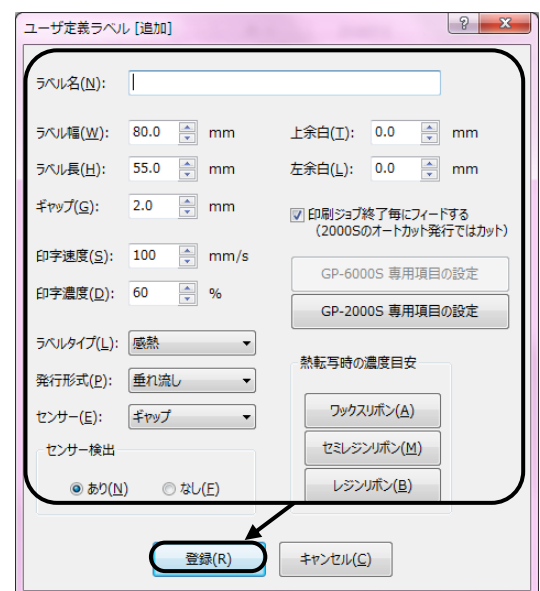 ユーザ定義ラベル [追加]
ラベル名(N):
ラベル幅(W): 80.0 mm 上余白(T): 0.0 mm
ラベル長(H): 55.0 mm 左余白(L): 0.0 mm
ギャップ(G): 2.0 mm
印刷ジョブ終了毎にフィードする
(2000Sのオートカット発行ではカット)
印字速度(S): 100 mm/s
GP-6000S 専用項目の設定
印字濃度(D): 60 %
GP-2000S 専用項目の設定
ラベルタイプ(L): 感熱
熱転写時の濃度目安
発行形式(P): 垂れ流し
ワックスリボン(A)
センサー(E): ギャップ
セミレジンリボン(M)
センサー検出
レジンリボン(B)
あり(N) なし(F)
登録(R) キャンセル(C)